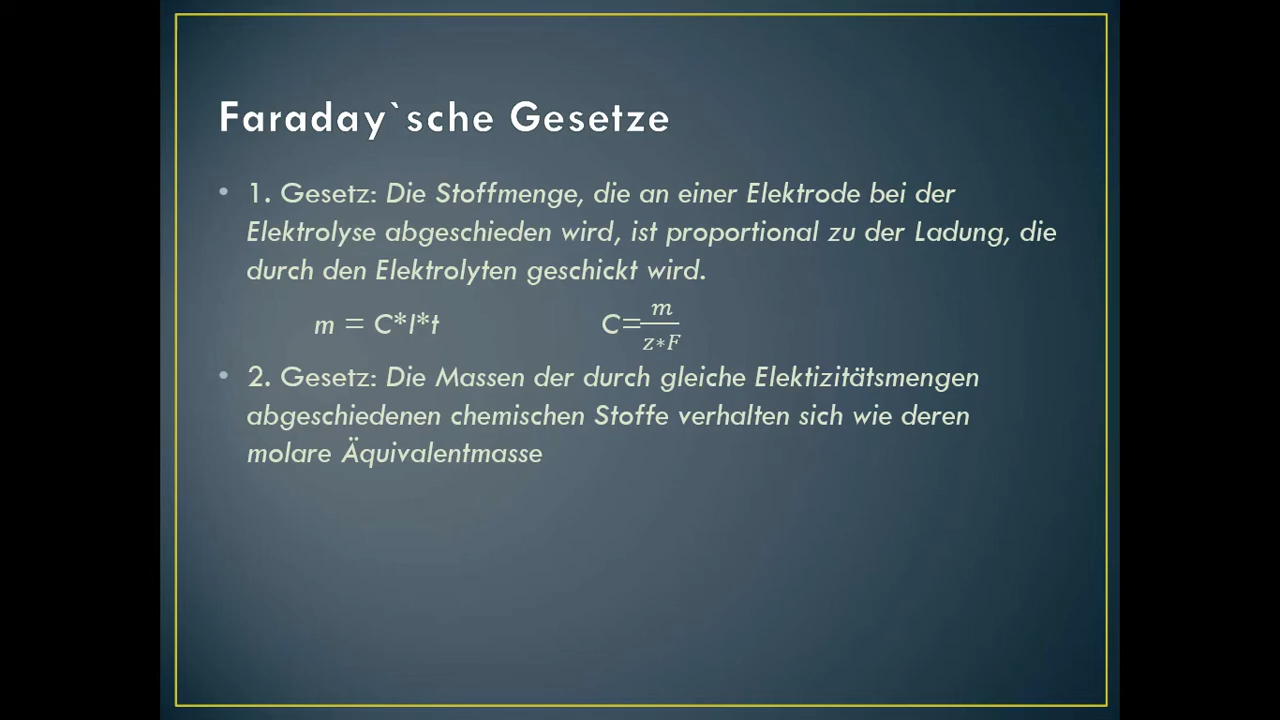 Faraday`sche Gesetze
• 1. Gesetz: Die Stoffmenge, die an einer Elektrode bei der
Elektrolyse abgeschieden wird, ist proportional zu der Ladung, die
durch den Elektrolyten geschickt wird.
m = C*I*t C=m/z*F
• 2. Gesetz: Die Massen der durch gleiche Elektizitätsmengen
abgeschiedenen chemischen Stoffe verhalten sich wie deren
molare Äquivalentmasse